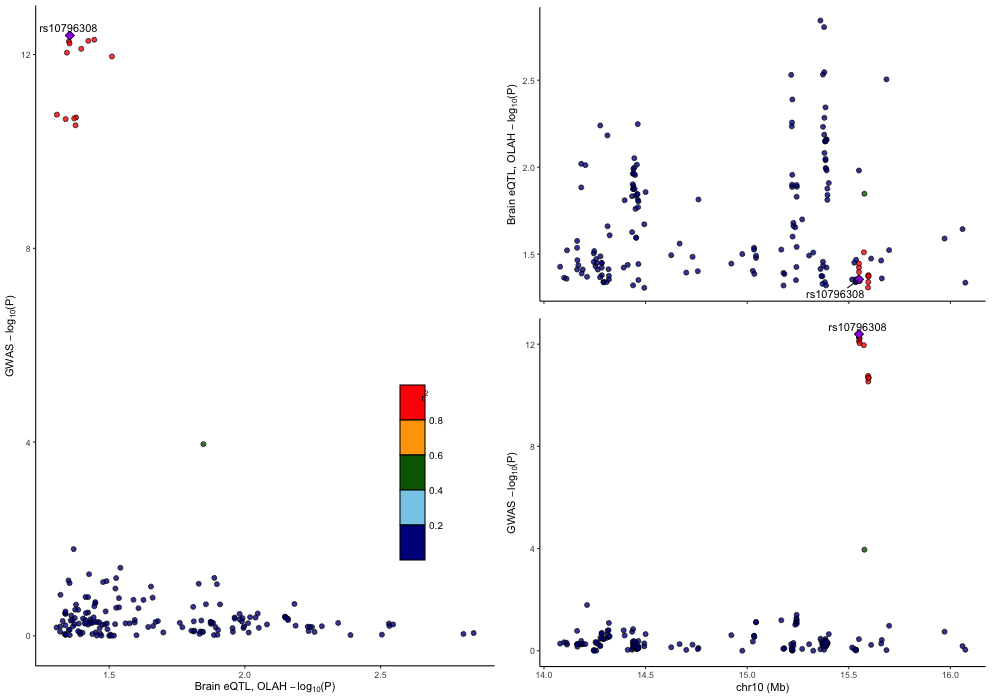 rs10796308
12
8
4
0
GWAS −log10(P)
1.5
2.0
2.5
Brain eQTL, OLAH −log10(P)
r2
0.8
0.6
0.4
0.2
2.5
2.0
1.5
Brain eQTL, OLAH −log10(P)
rs10796308
rs10796308
12
8
4
0
GWAS −log10(P)
14.0
14.5
15.0
15.5
16.0
chr10 (Mb)